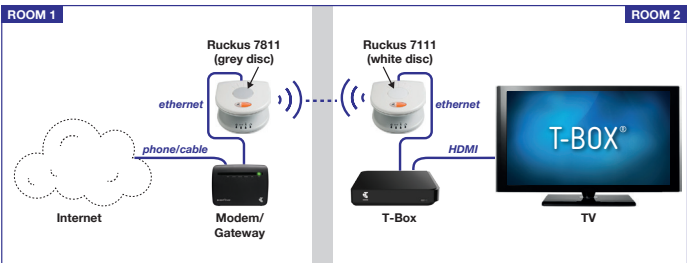 ROOM 1
ROOM 2
Ruckus 7811
(grey disc)
Ruckus 7111
(white disc)
ethernet
ethernet
phone/cable
HDMI
T-BOX®
Internet
Modem/
Gateway
T-Box
TV